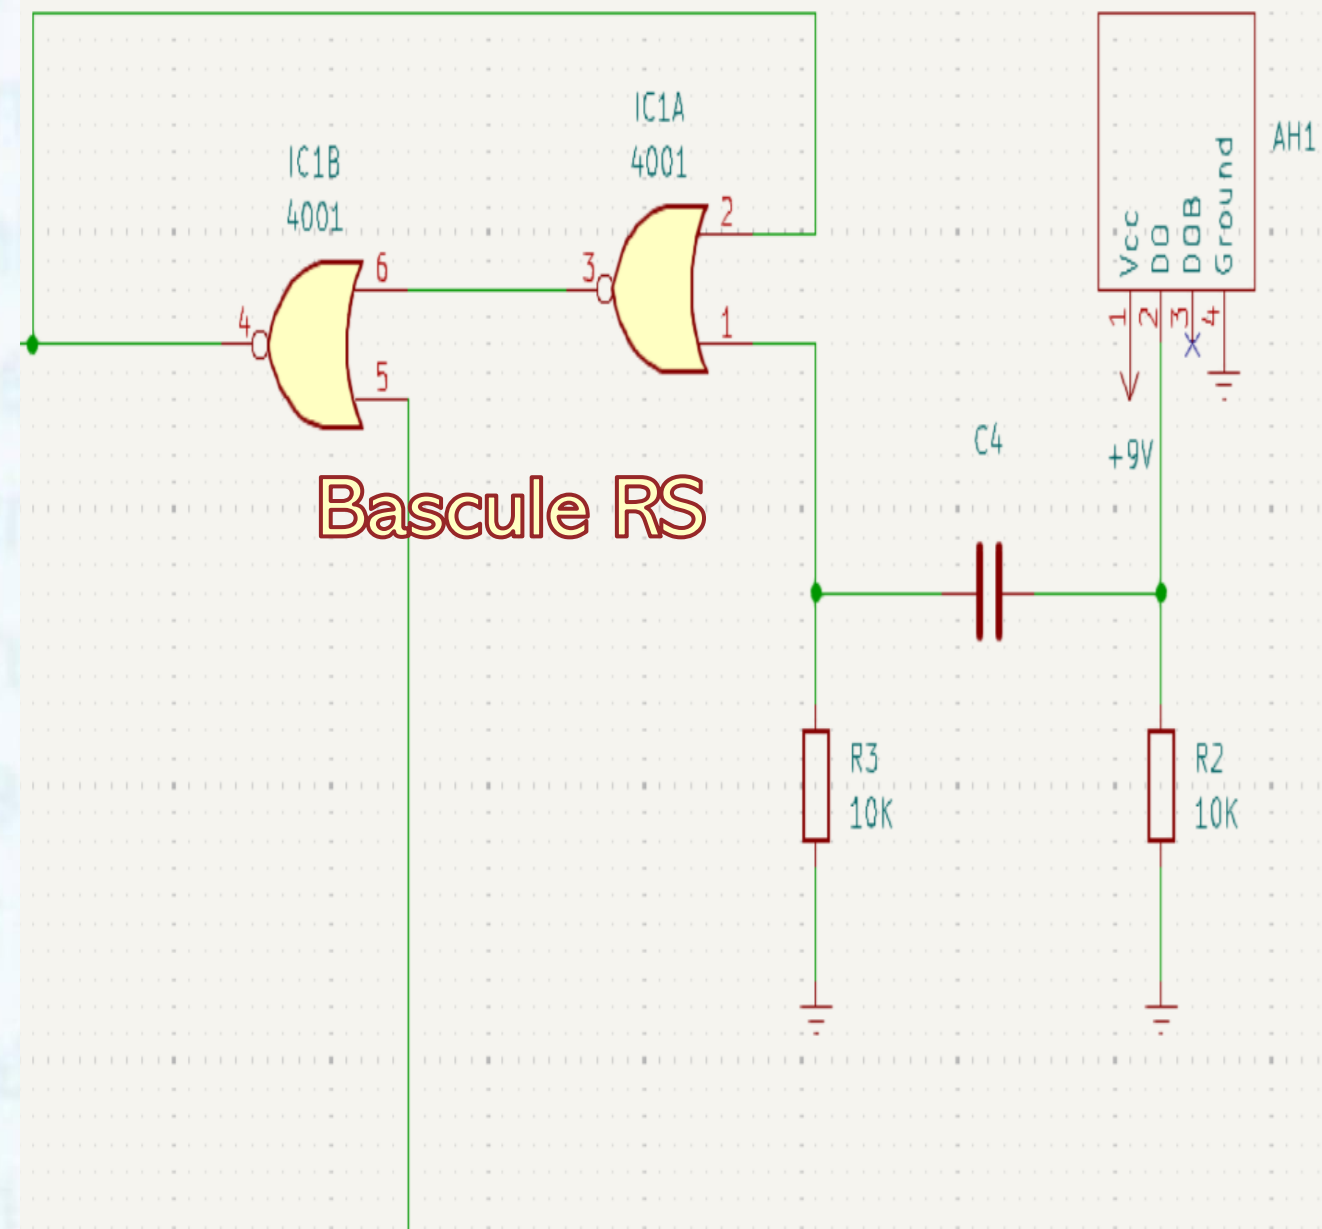 IC1A
4001
IC1B
4001
2
3
1
6
4
5
AH1
Vcc
DO
DOB
Ground
1
2
3
4
+9V
C4
Bascule RS
R3
10K
R2
10K